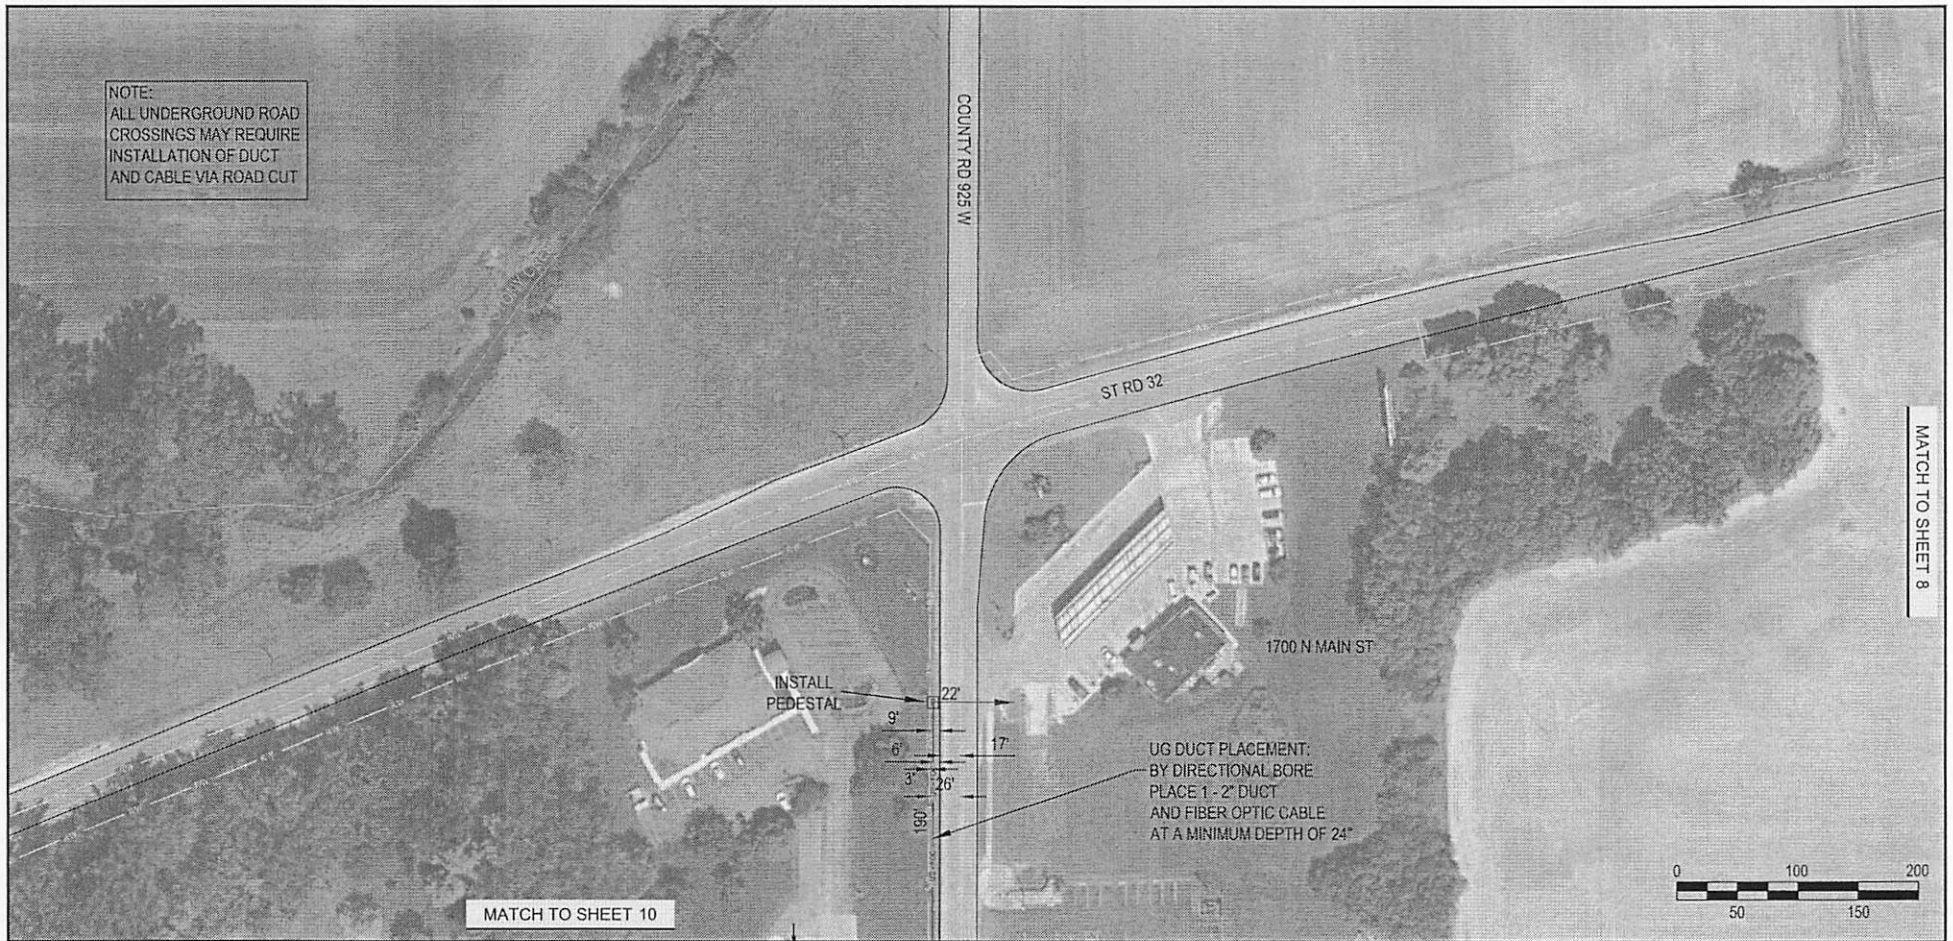 NOTE:
ALL UNDERGROUND ROAD
CROSSINGS MAY REQUIRE
INSTALLATION OF DUCT
AND CABLE VIA ROAD CUT
COUNTY RD 925 W
ST RD 32
MATCH TO SHEET 8
1700 N MAIN ST
INSTALL
PEDESTAL
22'
9'
6'
17'
3'
26'
190'
UG DUCT PLACEMENT:
BY DIRECTIONAL BORE
PLACE 1 - 2" DUCT
AND FIBER OPTIC CABLE
AT A MINIMUM DEPTH OF 24"
MATCH TO SHEET 10
0 100 200
50 150